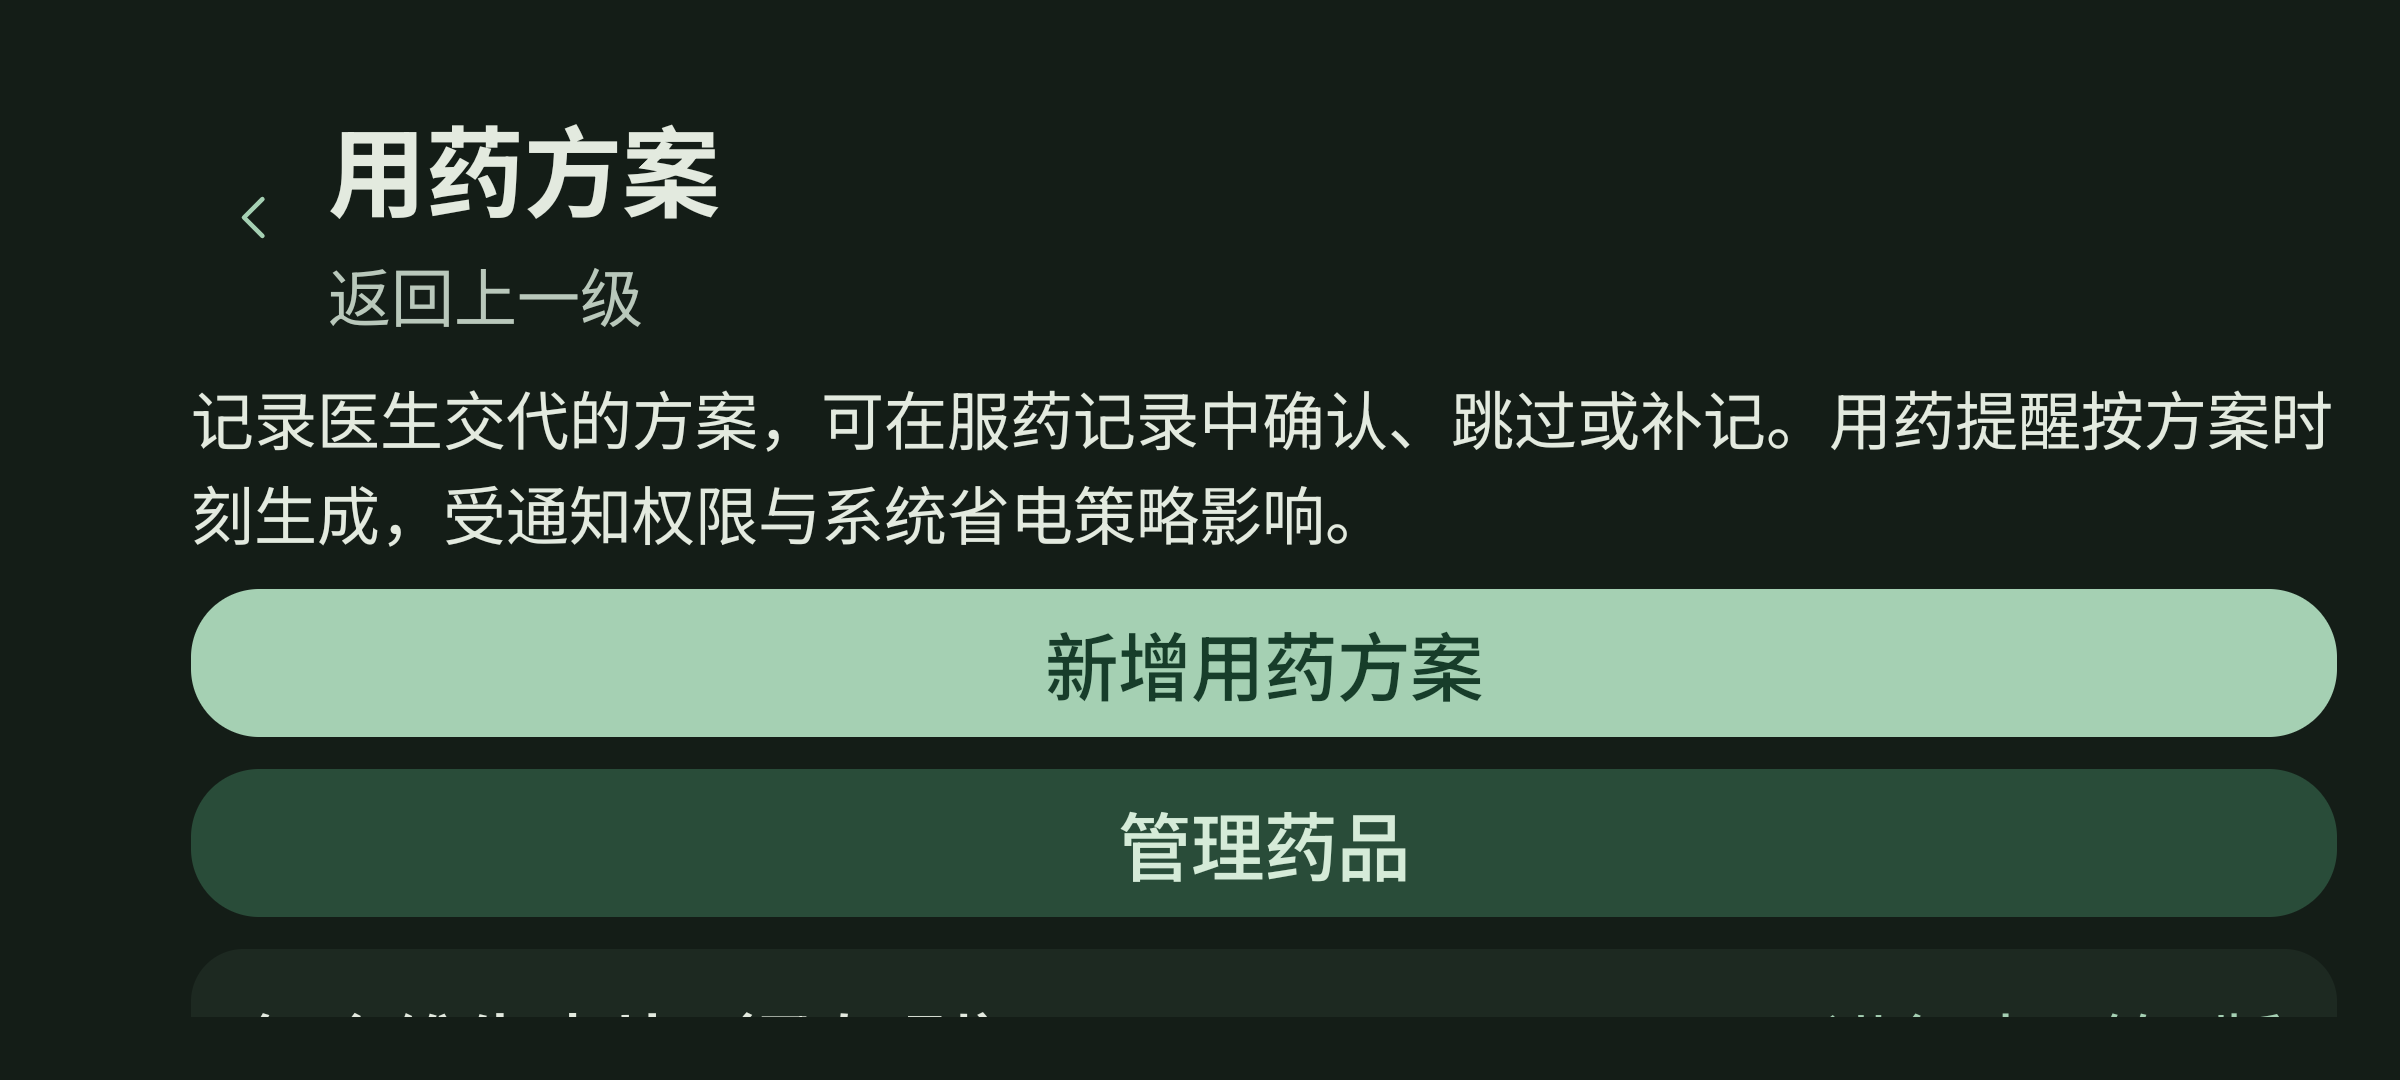 用药方案
返回上一级
记录医生交代的方案，可在服药记录中确认、跳过或补记。用药提醒按方案时
刻生成，受通知权限与系统省电策略影响。
新增用药方案
管理药品